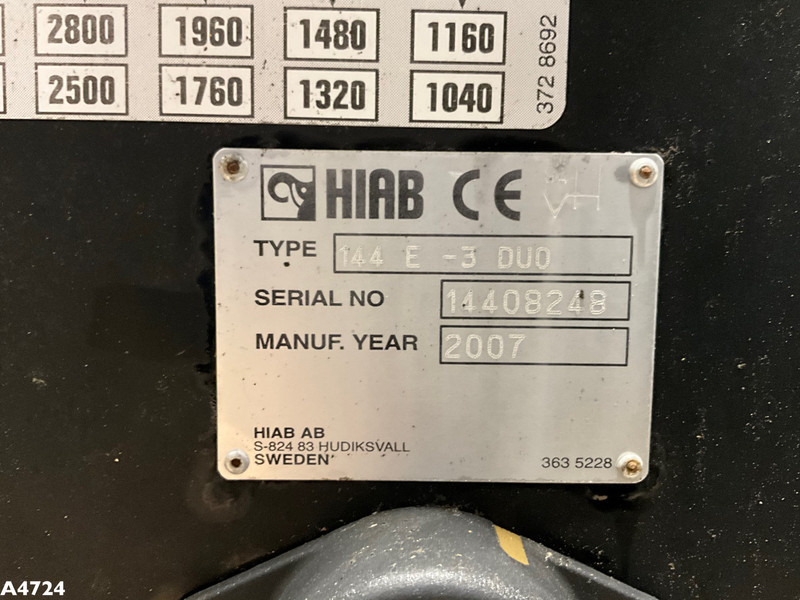 2800 1960 1480 1160
2500 1760 1320 1040
372 8692
HIAB CE VH
TYPE 144 E -3 DUO
SERIAL NO 14408248
MANUF. YEAR 2007
HIAB AB
S-824 83 HUDIKSVALL
SWEDEN
363 5228
A4724